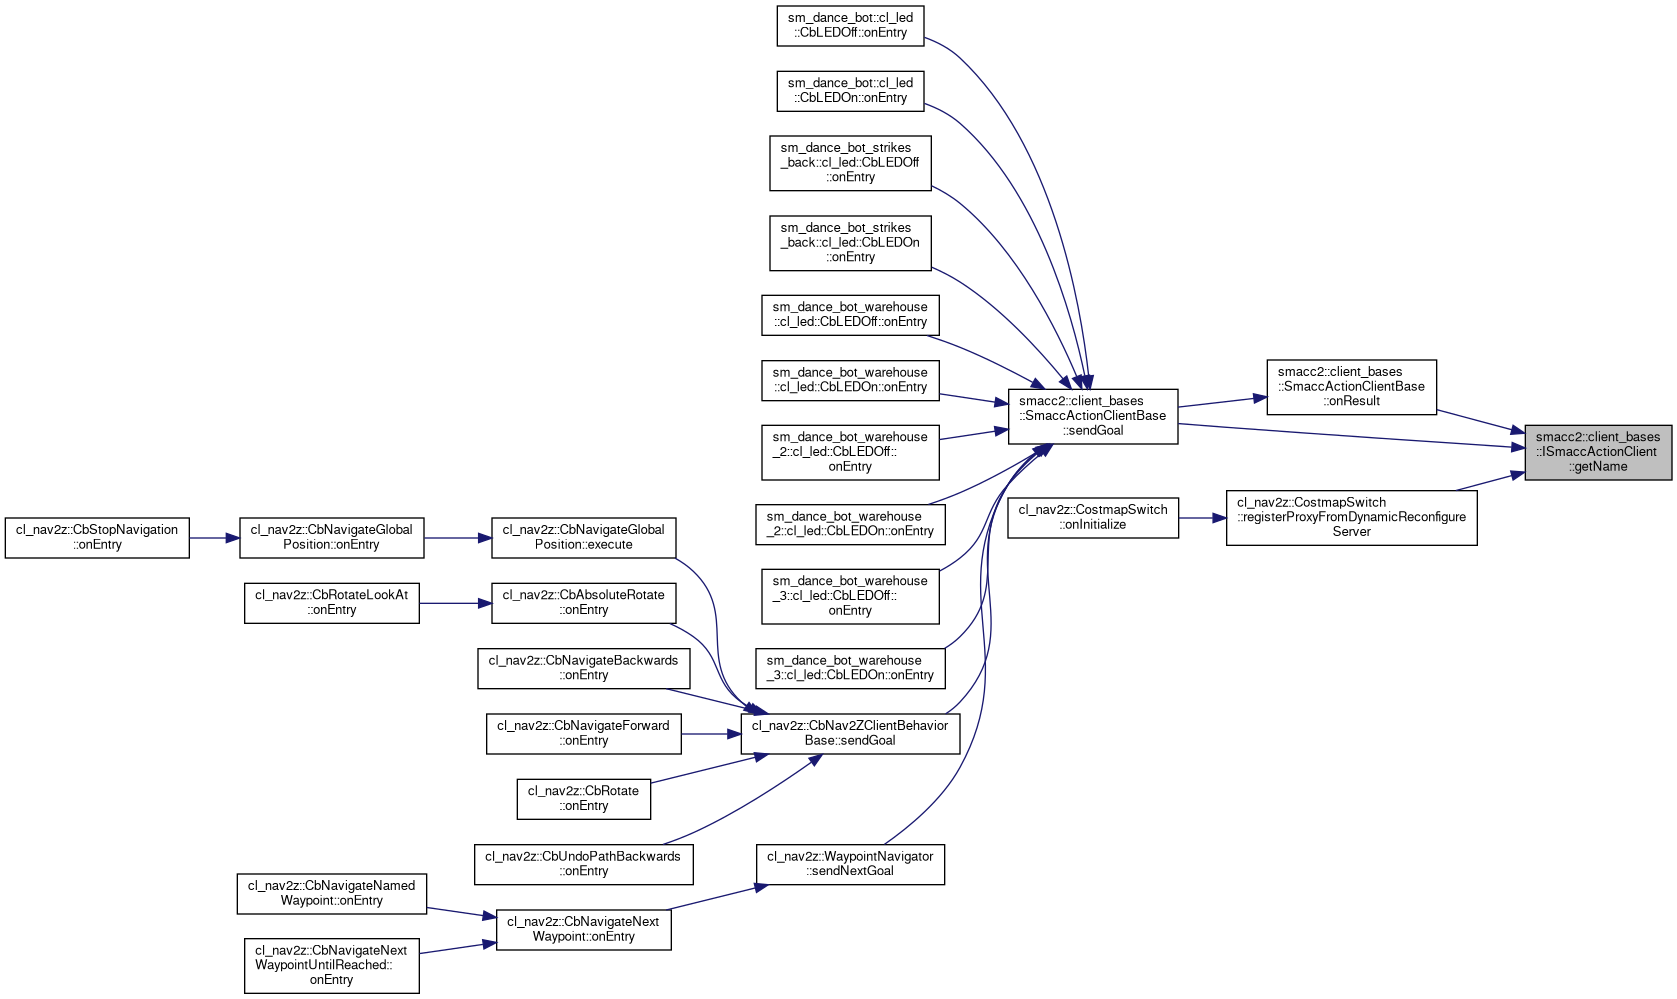 sm_dance_bot::cl_led
::CbLEDOff::onEntry
sm_dance_bot::cl_led
::CbLEDOn::onEntry
sm_dance_bot_strikes
_back::cl_led::CbLEDOff
::onEntry
sm_dance_bot_strikes
_back::cl_led::CbLEDOn
::onEntry
sm_dance_bot_warehouse
::cl_led::CbLEDOff::onEntry
sm_dance_bot_warehouse
::cl_led::CbLEDOn::onEntry
sm_dance_bot_warehouse
_2::cl_led::CbLEDOff::
onEntry
sm_dance_bot_warehouse
_2::cl_led::CbLEDOn::onEntry
sm_dance_bot_warehouse
_3::cl_led::CbLEDOff::
onEntry
sm_dance_bot_warehouse
_3::cl_led::CbLEDOn::onEntry
smacc2::client_bases
::SmaccActionClientBase
::sendGoal
smacc2::client_bases
::SmaccActionClientBase
::onResult
smacc2::client_bases
::ISmaccActionClient
::getName
cl_nav2z::CostmapSwitch
::onInitialize
cl_nav2z::CostmapSwitch
::registerProxyFromDynamicReconfigure
Server
cl_nav2z::CbStopNavigation
::onEntry
cl_nav2z::CbNavigateGlobal
Position::onEntry
cl_nav2z::CbNavigateGlobal
Position::execute
cl_nav2z::CbRotateLookAt
::onEntry
cl_nav2z::CbAbsoluteRotate
::onEntry
cl_nav2z::CbNavigateBackwards
::onEntry
cl_nav2z::CbNavigateForward
::onEntry
cl_nav2z::CbNav2ZClientBehavior
Base::sendGoal
cl_nav2z::CbRotate
::onEntry
cl_nav2z::CbUndoPathBackwards
::onEntry
cl_nav2z::WaypointNavigator
::sendNextGoal
cl_nav2z::CbNavigateNamed
Waypoint::onEntry
cl_nav2z::CbNavigateNext
Waypoint::onEntry
cl_nav2z::CbNavigateNext
WaypointUntilReached::
onEntry